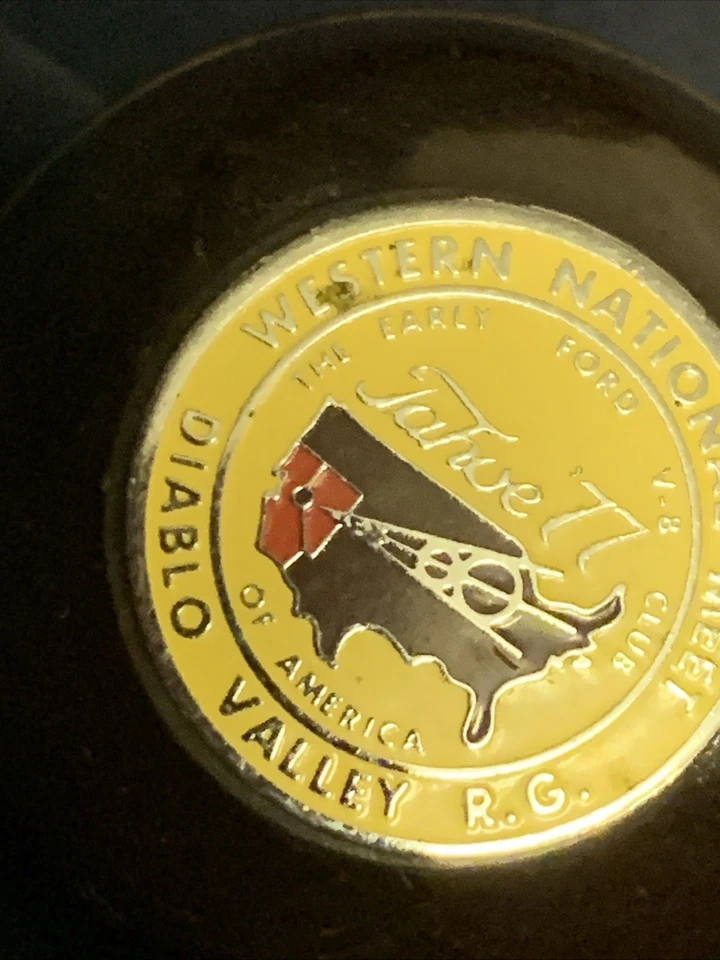 WESTERN NATIONAL MEET
THE EARLY FORD V-8 CLUB
OF AMERICA
Tahoe '77
DIABLO VALLEY R.G.